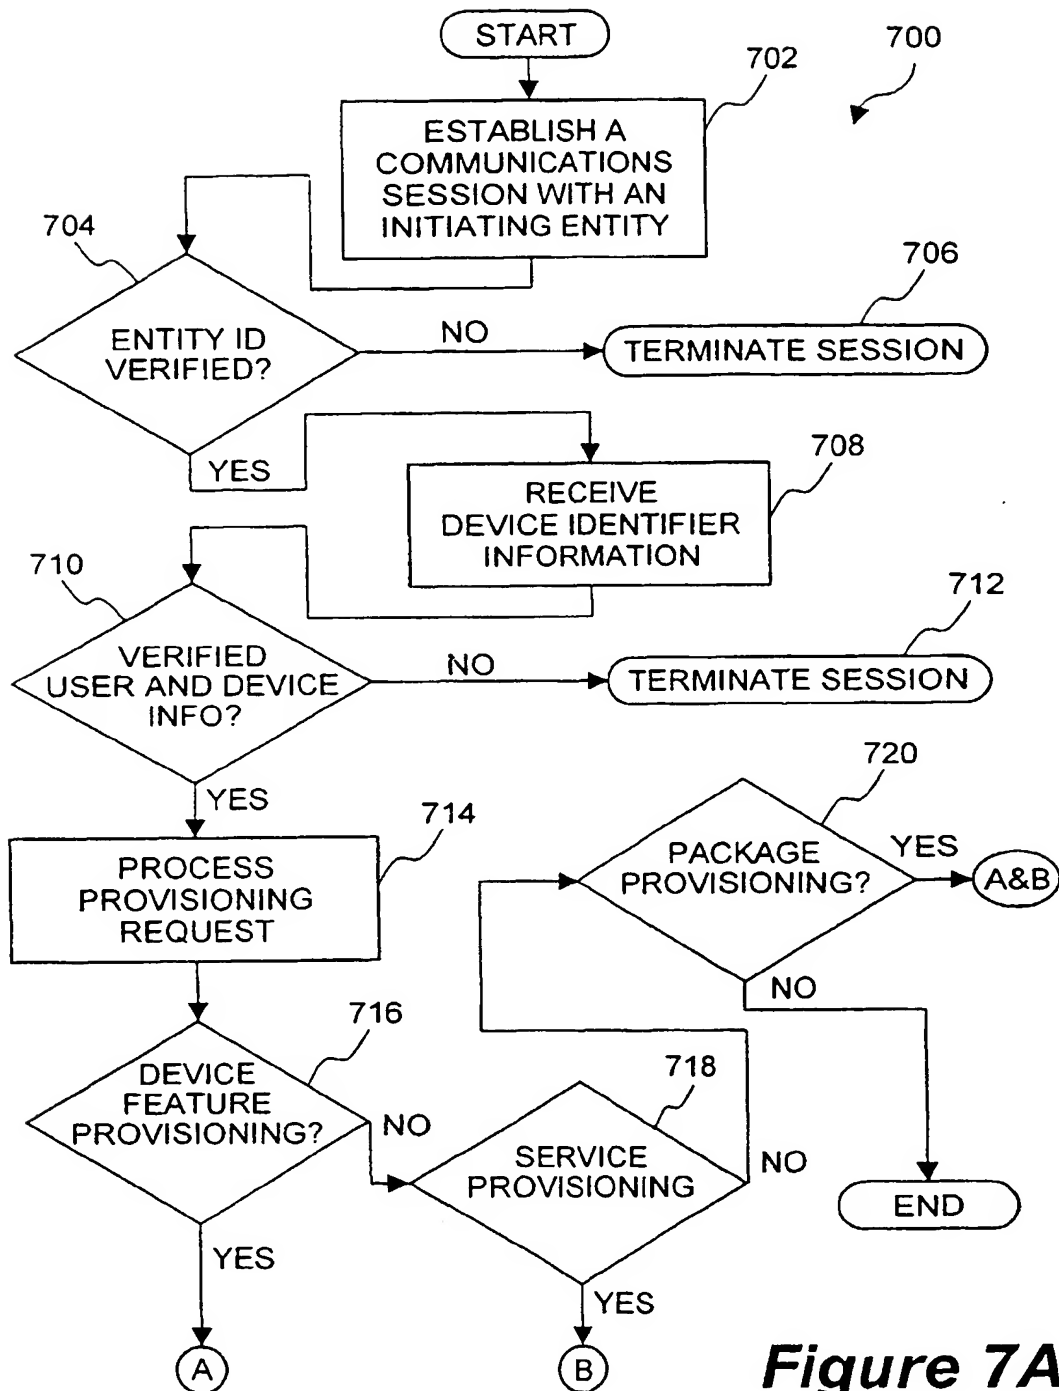 START
700
702
ESTABLISH A
COMMUNICATIONS
SESSION WITH AN
INITIATING ENTITY
704
ENTITY ID
VERIFIED?
NO
706
TERMINATE SESSION
YES
708
RECEIVE
DEVICE IDENTIFIER
INFORMATION
710
VERIFIED
USER AND DEVICE
INFO?
NO
712
TERMINATE SESSION
YES
714
PROCESS
PROVISIONING
REQUEST
720
PACKAGE
PROVISIONING?
YES
A&B
NO
716
DEVICE
FEATURE
PROVISIONING?
NO
718
SERVICE
PROVISIONING
NO
END
YES
A
YES
B
Figure 7A